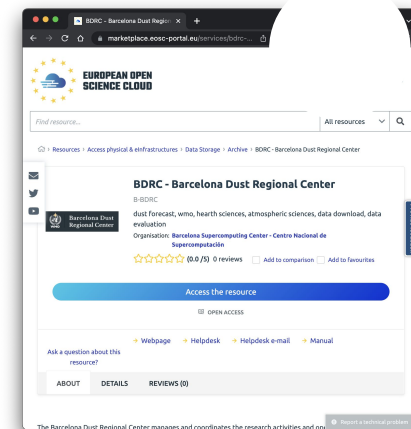 BDRC - Barcelona Dust Region
marketplace.eosc-portal.eu/services/bdrc-...
EUROPEAN OPEN
SCIENCE CLOUD
Find resource...
All resources
Resources › Access physical & eInfrastructures › Data Storage › Archive › BDRC - Barcelona Dust Regional Center
BDRC - Barcelona Dust Regional Center
B-BDRC
WMO
Barcelona Dust
Regional Center
dust forecast, wmo, hearth sciences, atmospheric sciences, data download, data
evaluation
Organisation: Barcelona Supercomputing Center - Centro Nacional de
Supercomputación
(0.0 /5) 0 reviews Add to comparison Add to favourites
Access the resource
OPEN ACCESS
Webpage Helpdesk Helpdesk e-mail Manual
Ask a question about this
resource?
ABOUT DETAILS REVIEWS (0)
The Barcelona Dust Regional Center manages and coordinates the research activities and
Report a technical problem